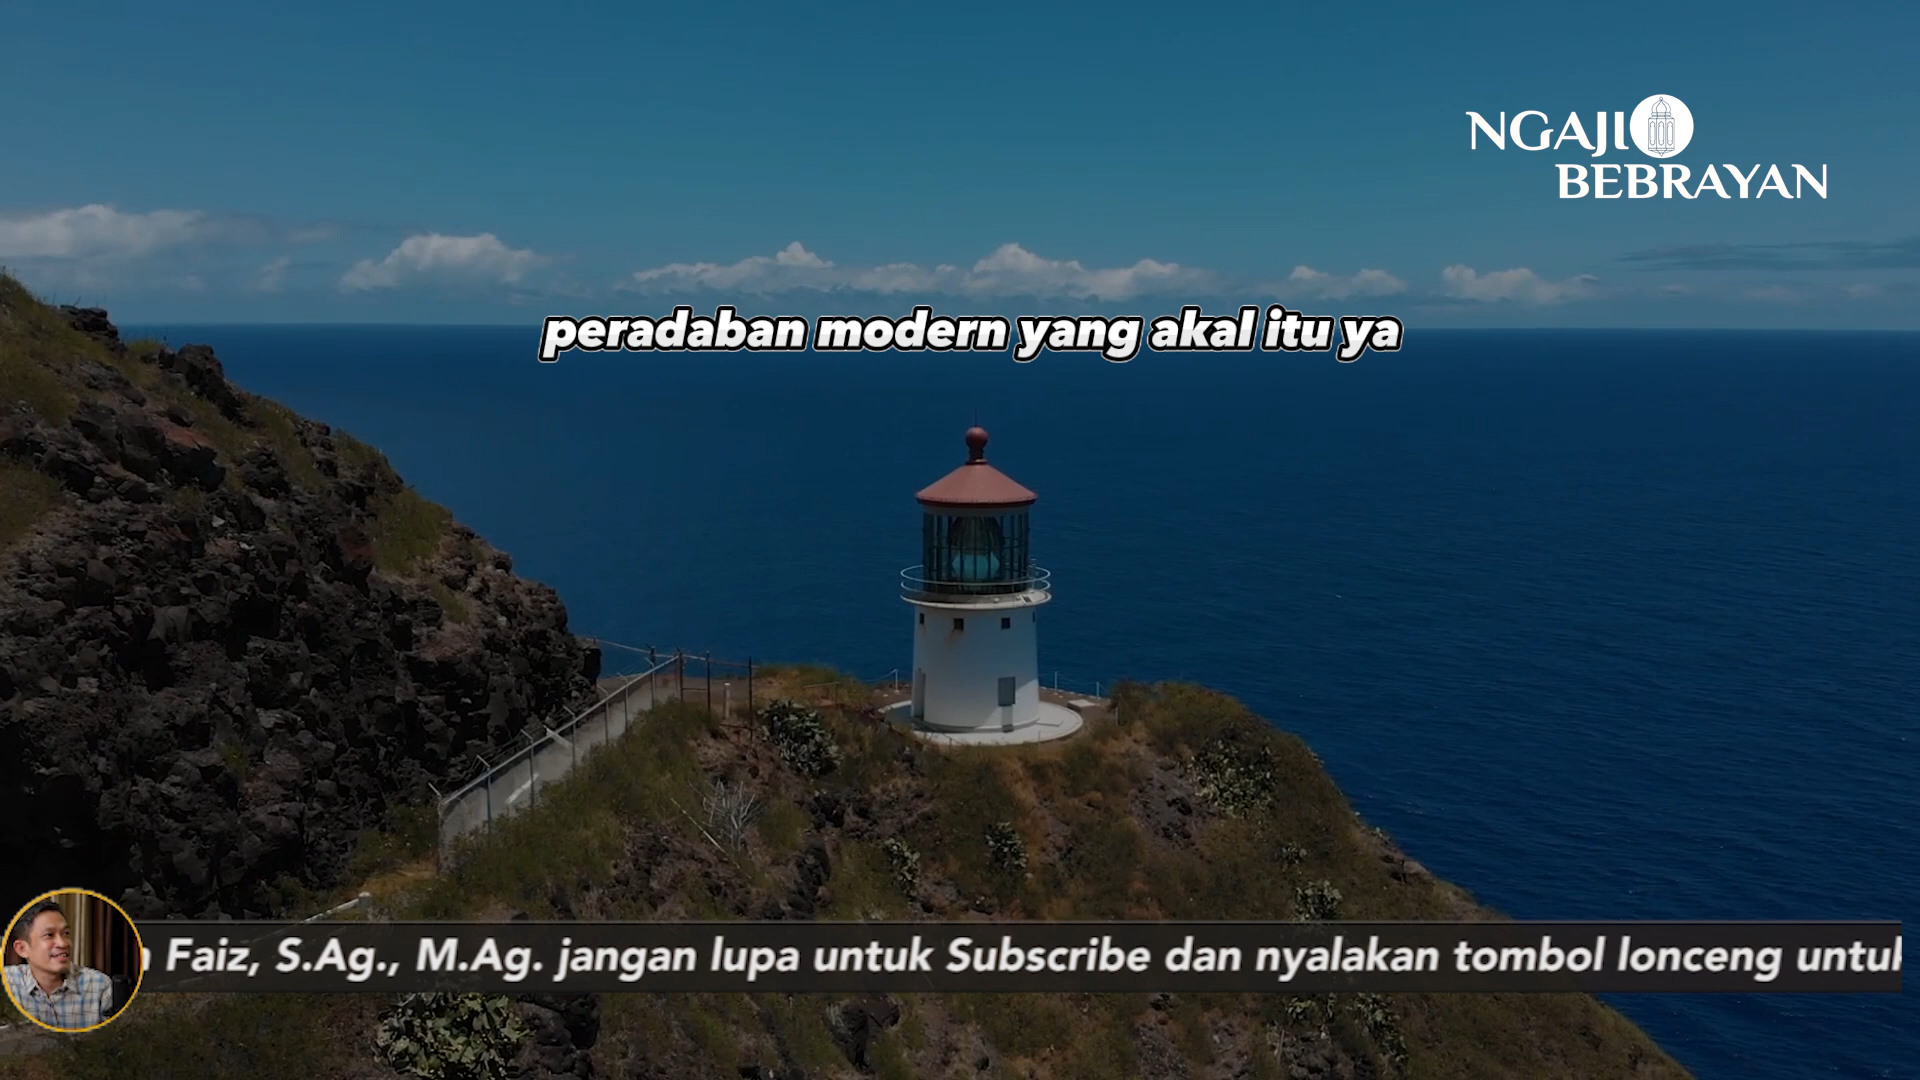 NGAJI
BEBRAYAN
peradaban modern yang akal itu ya
Faiz, S.Ag., M.Ag. jangan lupa untuk Subscribe dan nyalakan tombol lonceng untuk